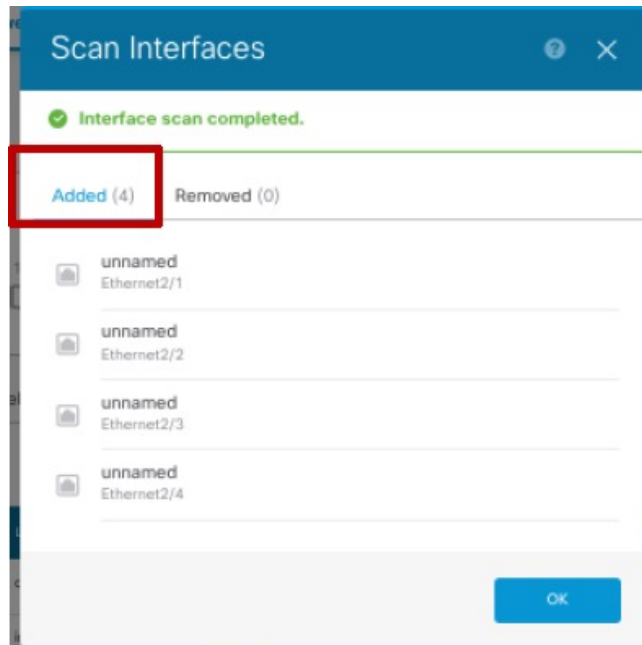 Scan Interfaces
Interface scan completed.
Added (4) Removed (0)
unnamed
Ethernet2/1
unnamed
Ethernet2/2
unnamed
Ethernet2/3
unnamed
Ethernet2/4
OK